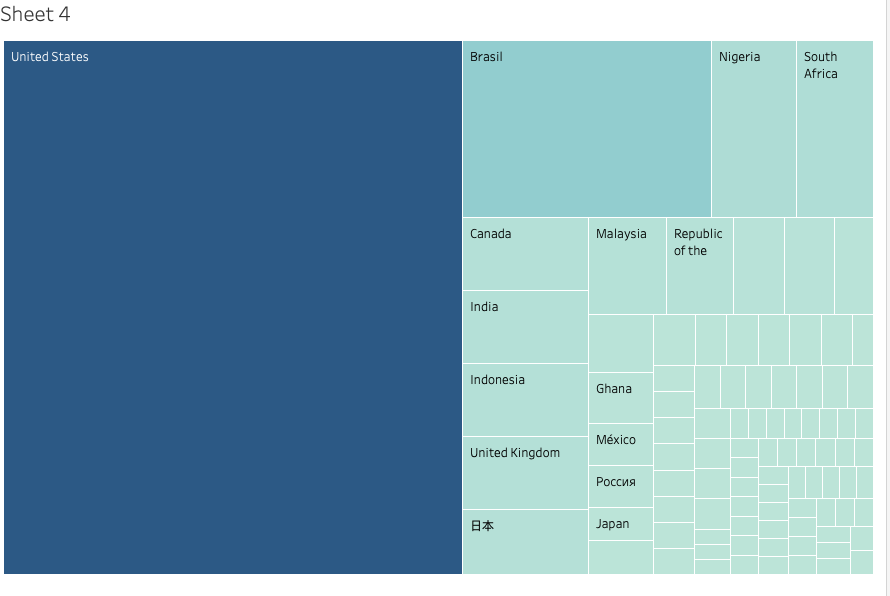 Sheet 4
United States
Brasil
Nigeria
South
Africa
Canada
Malaysia
Republic
of the
India
Indonesia
Ghana
México
United Kingdom
Россия
日本
Japan